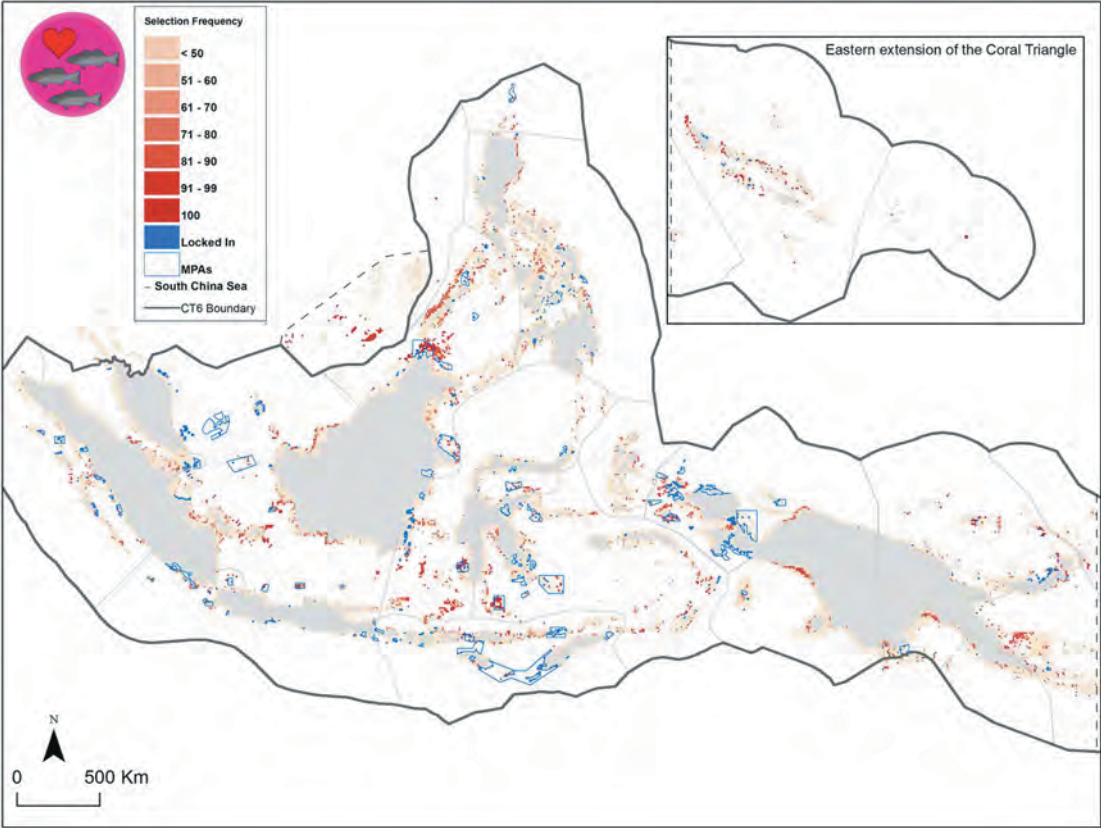 Selection Frequency
< 50
51 - 60
61 - 70
71 - 80
81 - 90
91 - 99
100
Locked In
MPAs
South China Sea
CT6 Boundary
Eastern extension of the Coral Triangle
N
0 500 Km